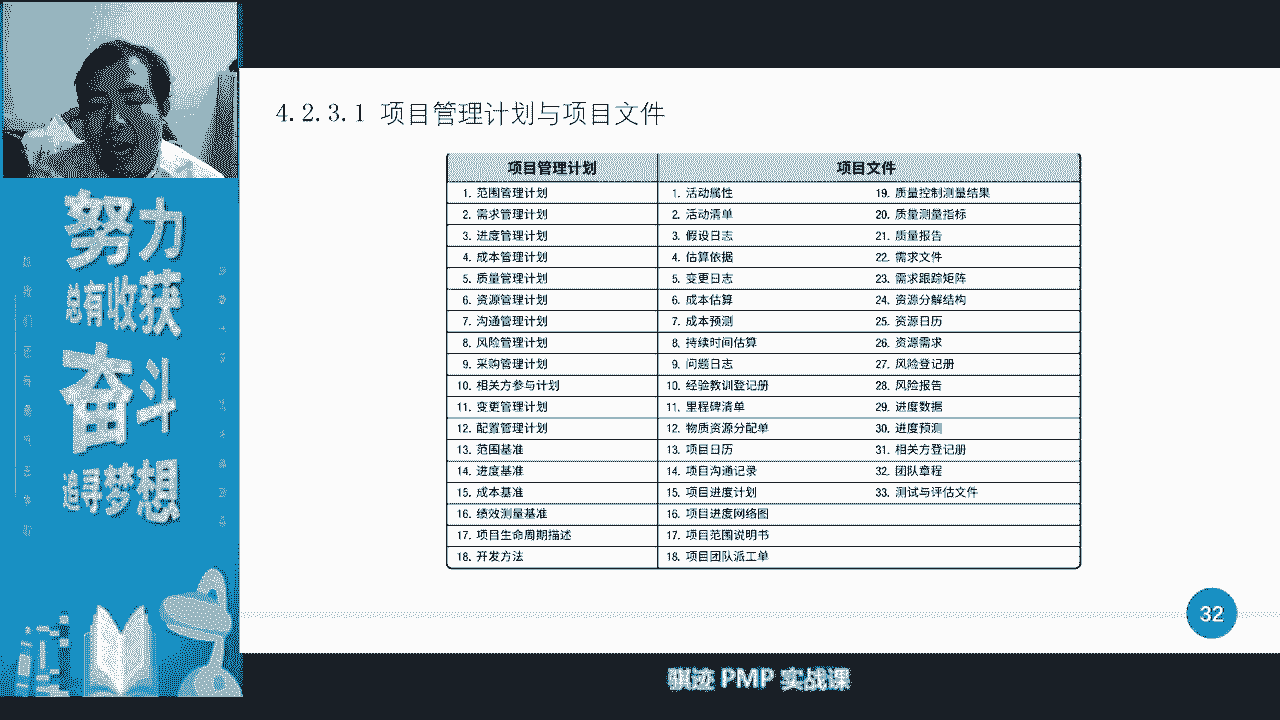 努力
总有收获
奋斗
追寻梦想
4.2.3.1 项目管理计划与项目文件
项目管理计划 项目文件
1. 范围管理计划 1. 活动属性 19. 质量控制测量结果
2. 需求管理计划 2. 活动清单 20. 质量测量指标
3. 进度管理计划 3. 假设日志 21. 质量报告
4. 成本管理计划 4. 估算依据 22. 需求文件
5. 质量管理计划 5. 变更日志 23. 需求跟踪矩阵
6. 资源管理计划 6. 成本估算 24. 资源分解结构
7. 沟通管理计划 7. 成本预测 25. 资源日历
8. 风险管理计划 8. 持续时间估算 26. 资源需求
9. 采购管理计划 9. 问题日志 27. 风险登记册
10. 相关方参与计划 10. 经验教训登记册 28. 风险报告
11. 变更管理计划 11. 里程碑清单 29. 进度数据
12. 配置管理计划 12. 物质资源分配单 30. 进度预测
13. 范围基准 13. 项目日历 31. 相关方登记册
14. 进度基准 14. 项目沟通记录 32. 团队章程
15. 成本基准 15. 项目进度计划 33. 测试与评估文件
16. 绩效测量基准 16. 项目进度网络图
17. 项目生命周期描述 17. 项目范围说明书
18. 开发方法 18. 项目团队派工单
32
骐迹 PMP 实战课